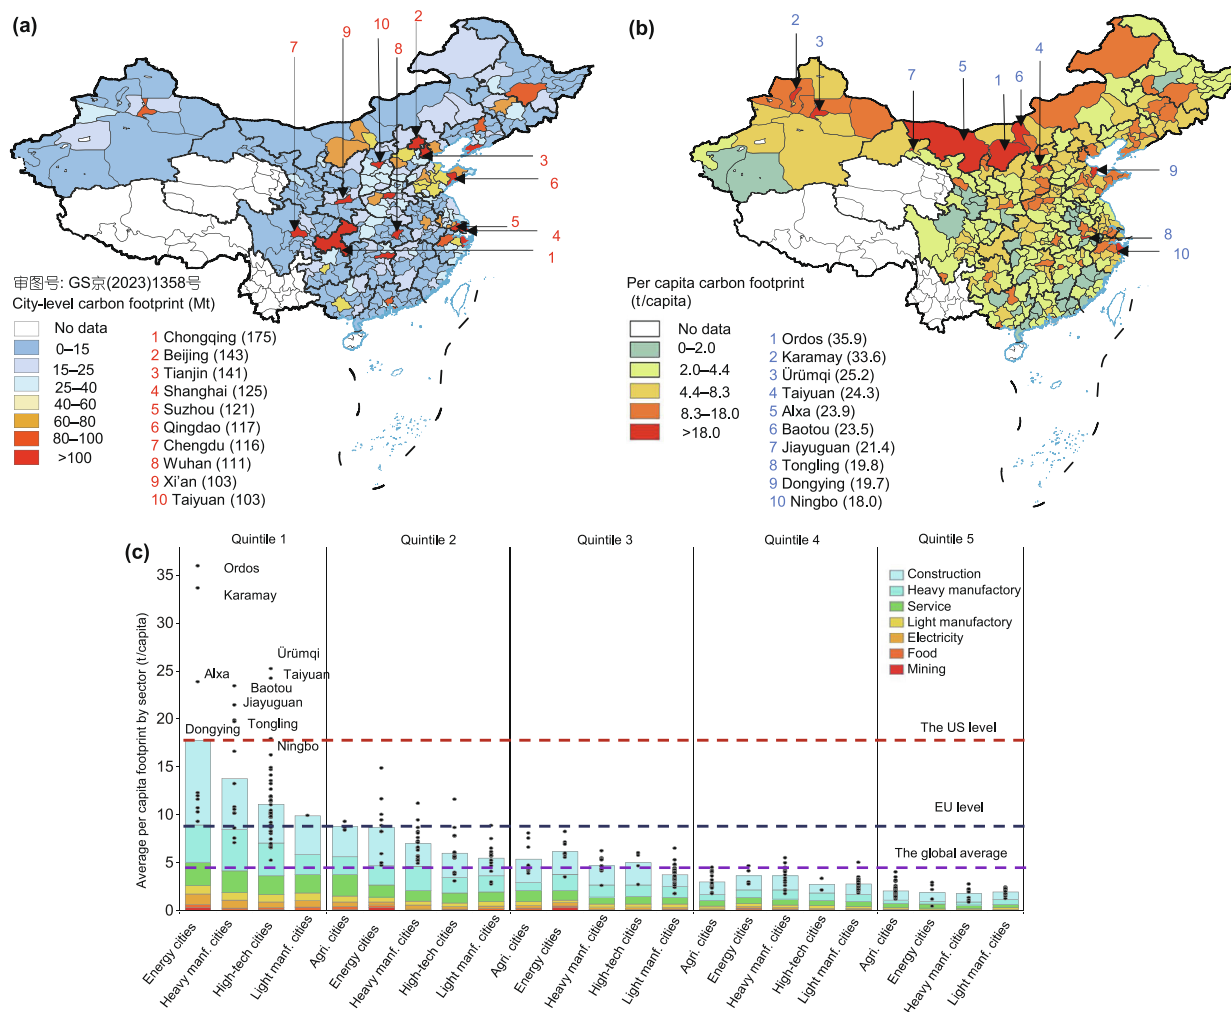 (a)
2
10
9
8
7
3
6
5
4
1
审图号: GS京(2023)1358号
City-level carbon footprint (Mt)
No data
0–15
15–25
25–40
40–60
60–80
80–100
>100
1 Chongqing (175)
2 Beijing (143)
3 Tianjin (141)
4 Shanghai (125)
5 Suzhou (121)
6 Qingdao (117)
7 Chengdu (116)
8 Wuhan (111)
9 Xi'an (103)
10 Taiyuan (103)
(b)
2
3
7
5
1
6
4
9
8
10
Per capita carbon footprint
(t/capita)
No data
0–2.0
2.0–4.4
4.4–8.3
8.3–18.0
>18.0
1 Ordos (35.9)
2 Karamay (33.6)
3 Ürümqi (25.2)
4 Taiyuan (24.3)
5 Alxa (23.9)
6 Baotou (23.5)
7 Jiayuguan (21.4)
8 Tongling (19.8)
9 Dongying (19.7)
10 Ningbo (18.0)
(c)
Quintile 1
Quintile 2
Quintile 3
Quintile 4
Quintile 5
Average per capita footprint by sector (t/capita)
35
30
25
20
15
10
5
0
Ordos
Karamay
Ürümqi
Alxa
Taiyuan
Baotou
Jiayuguan
Dongying
Tongling
Ningbo
Construction
Heavy manufactory
Service
Light manufactory
Electricity
Food
Mining
The US level
EU level
The global average
Energy cities
Heavy manf. cities
High-tech cities
Light manf. cities
Agri. cities
Energy cities
Heavy manf. cities
High-tech cities
Light manf. cities
Agri. cities
Energy cities
Heavy manf. cities
High-tech cities
Light manf. cities
Agri. cities
Energy cities
Heavy manf. cities
High-tech cities
Light manf. cities
Agri. cities
Energy cities
Heavy manf. cities
Light manf. cities